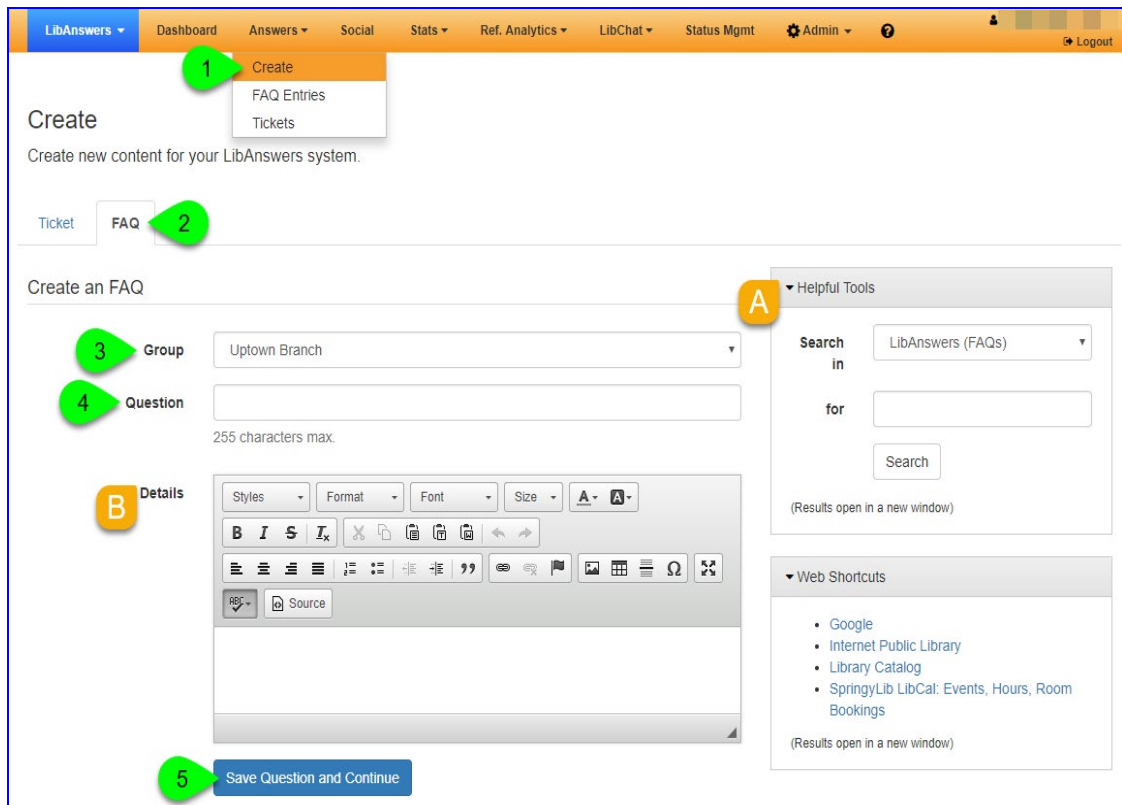 LibAnswers Dashboard Answers Social Stats Ref. Analytics LibChat Status Mgmt Admin ?
Logout
1 Create
FAQ Entries
Tickets
Create
Create new content for your LibAnswers system.
Ticket FAQ 2
Create an FAQ
3 Group Uptown Branch
4 Question
255 characters max.
B Details
Styles Format Font Size A A
B I S Ix
Ω
ABC Source
5 Save Question and Continue
A Helpful Tools
Search in LibAnswers (FAQs)
for
Search
(Results open in a new window)
Web Shortcuts
• Google
• Internet Public Library
• Library Catalog
• SpringyLib LibCal: Events, Hours, Room
Bookings
(Results open in a new window)